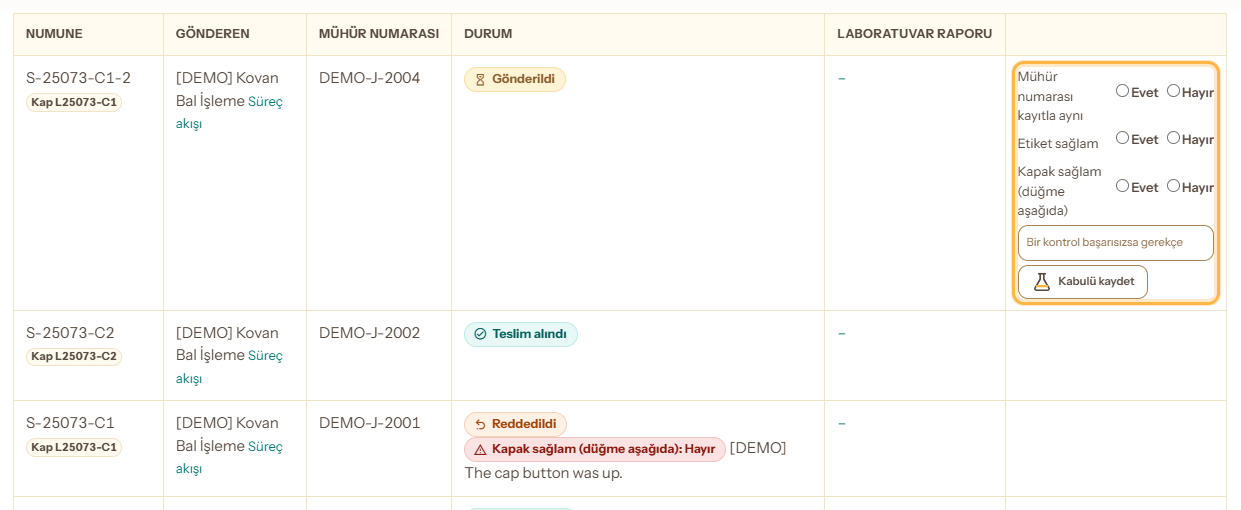 NUMUNE GÖNDEREN MÜHÜR NUMARASI DURUM LABORATUVAR RAPORU
S-25073-C1-2
Kap L25073-C1
[DEMO] Kovan
Bal İşleme Süreç
akışı
DEMO-J-2004
Gönderildi
–
Mühür
numarası
kayıtla aynı
Evet Hayır
Etiket sağlam
Evet Hayır
Kapak sağlam
(düğme
aşağıda)
Evet Hayır
Bir kontrol başarısızsa gerekçe
Kabulü kaydet
S-25073-C2
Kap L25073-C2
[DEMO] Kovan
Bal İşleme Süreç
akışı
DEMO-J-2002
Teslim alındı
–
S-25073-C1
Kap L25073-C1
[DEMO] Kovan
Bal İşleme Süreç
akışı
DEMO-J-2001
Reddedildi
Kapak sağlam (düğme aşağıda): Hayır [DEMO]
The cap button was up.
–